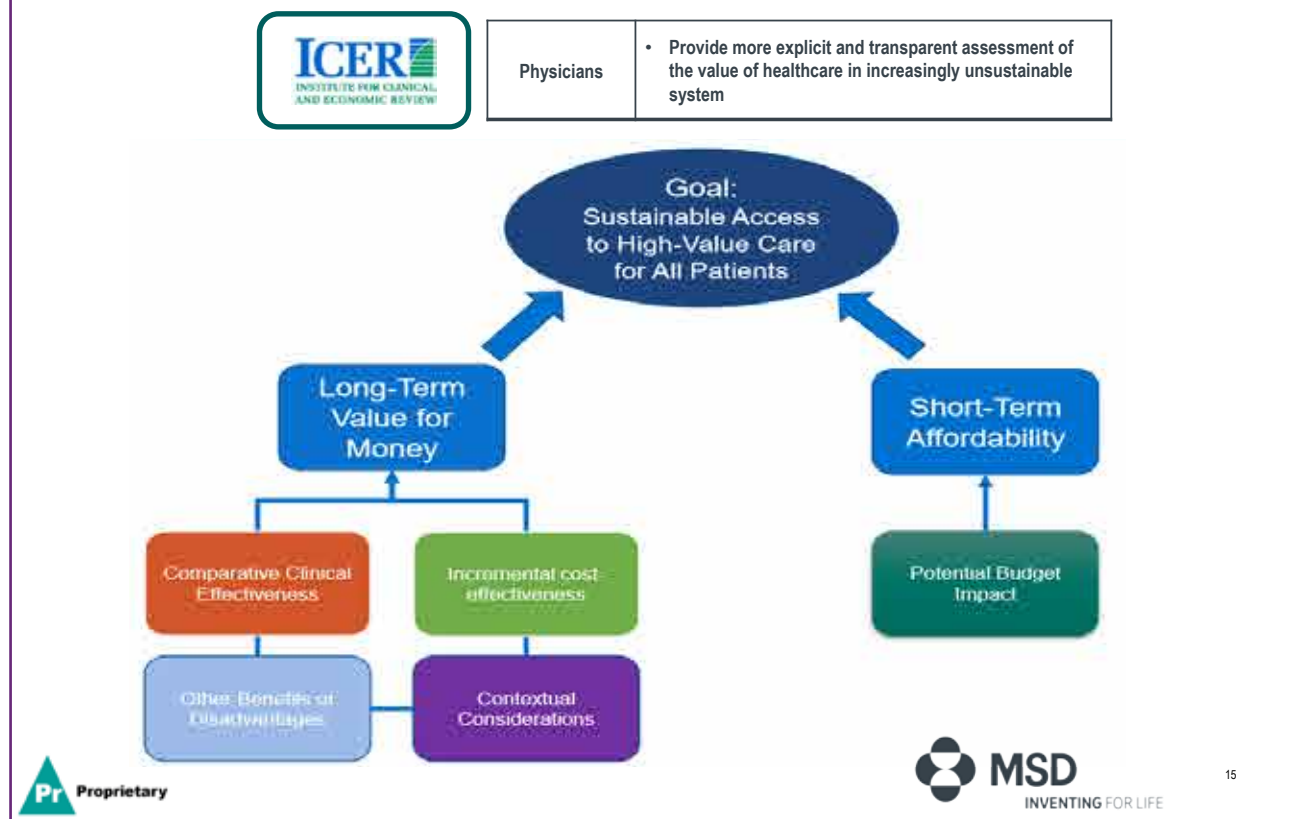 ICER
INSTITUTE FOR CLINICAL
AND ECONOMIC REVIEW
Physicians
• Provide more explicit and transparent assessment of
the value of healthcare in increasingly unsustainable
system
Goal:
Sustainable Access
to High-Value Care
for All Patients
Long-Term
Value for
Money
Short-Term
Affordability
Comparative Clinical
Effectiveness
Incremental cost
effectiveness
Potential Budget
Impact
Other Benefits or
Disadvantages
Contextual
Considerations
Pr Proprietary
MSD
INVENTING FOR LIFE
15